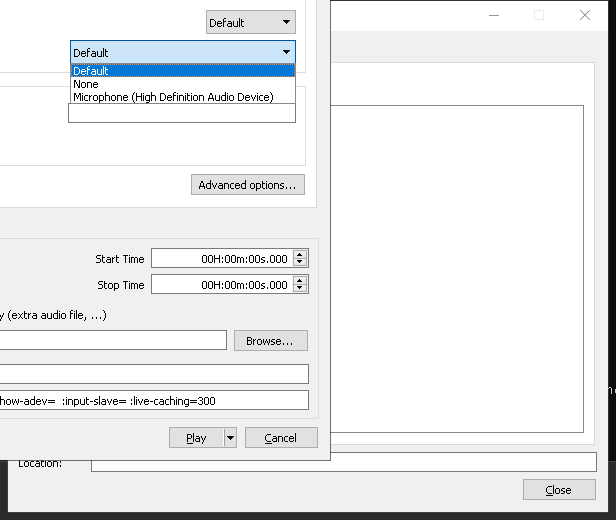 Default
Default
Default
None
Microphone (High Definition Audio Device)
Advanced options...
Start Time 00H:00m:00s.000
Stop Time 00H:00m:00s.000
y (extra audio file, ...)
Browse...
how-adev= :input-slave= :live-caching=300
Play Cancel
Location:
Close